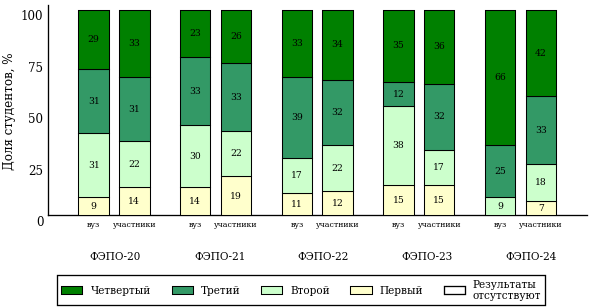 Доля студентов, %
100
75
50
25
0
29 33 23 26 33 34 35 36 66 42
31 31 33 33 39 32 12 32 25 33
31 22 30 22 17 22 38 17 9 18
9 14 14 19 11 12 15 15 7
вуз участники вуз участники вуз участники вуз участники вуз участники
ФЭПО-20 ФЭПО-21 ФЭПО-22 ФЭПО-23 ФЭПО-24
Четвертый Третий Второй Первый Результаты
отсутствуют